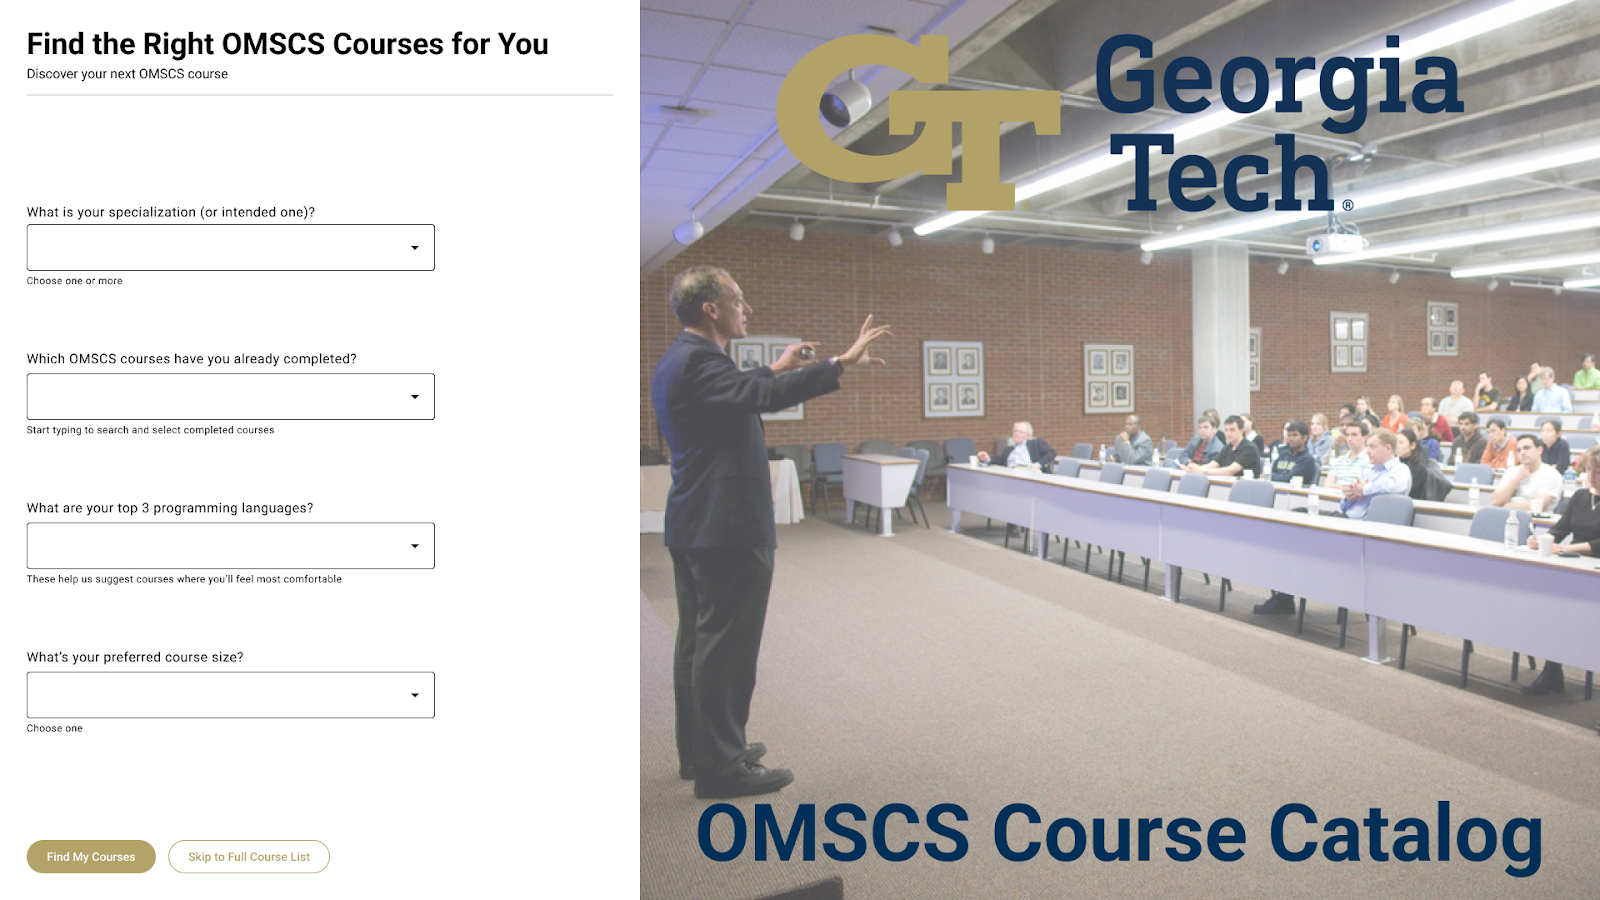 Find the Right OMSCS Courses for You
Discover your next OMSCS course
What is your specialization (or intended one)?
Choose one or more
Which OMSCS courses have you already completed?
Start typing to search and select completed courses
What are your top 3 programming languages?
These help us suggest courses where you'll feel most comfortable
What's your preferred course size?
Choose one
Find My Courses
Skip to Full Course List
GT
Georgia
Tech®
OMSCS Course Catalog